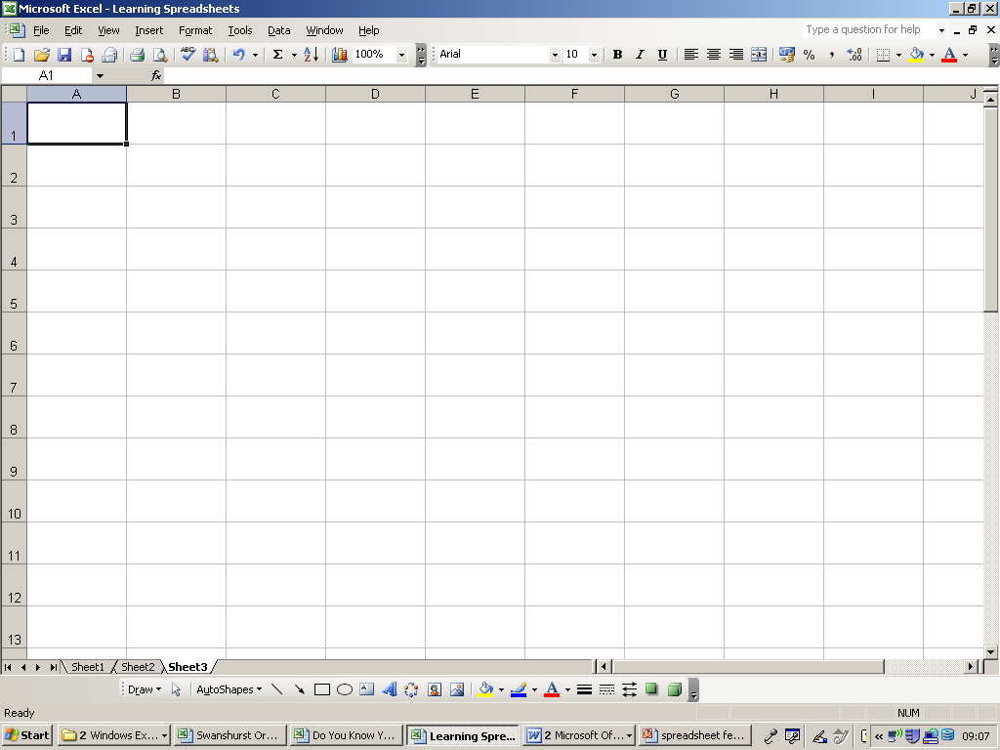 Microsoft Excel - Learning Spreadsheets
File Edit View Insert Format Tools Data Window Help Type a question for help
100% Arial 10 B I U % ,
A1 fx
A B C D E F G H I J
1
2
3
4
5
6
7
8
9
10
11
12
13
Sheet1 Sheet2 Sheet3
Draw AutoShapes
Ready NUM
Start 2 Windows Ex... Swanshurst Or... Do You Know Y... Learning Spre... 2 Microsoft Of... spreadsheet fe... « 09:07